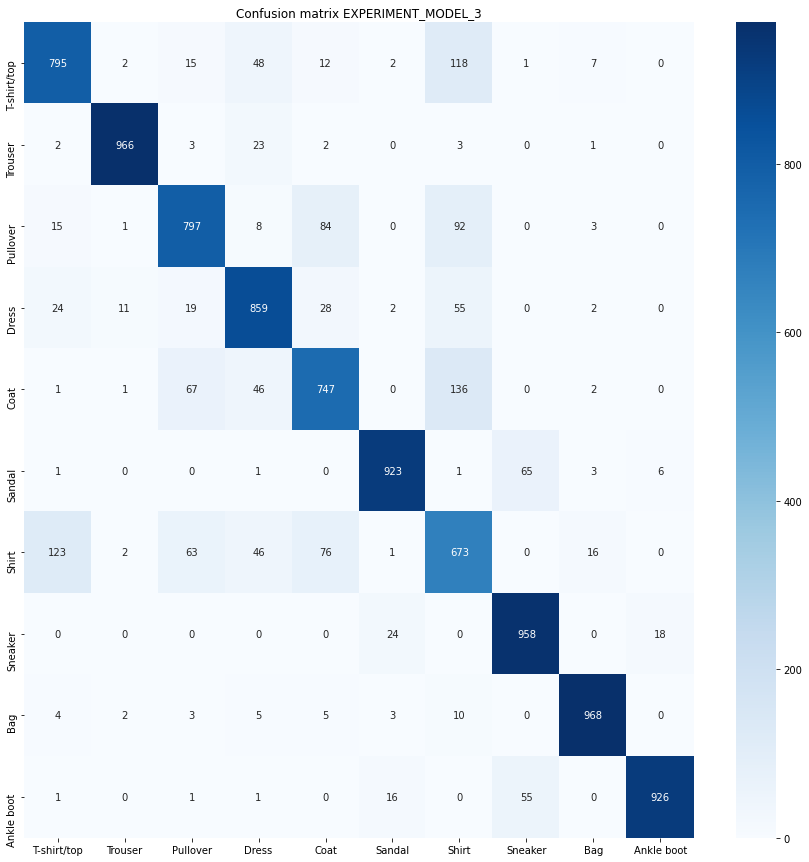 Confusion matrix EXPERIMENT_MODEL_3
T-shirt/top 795 2 15 48 12 2 118 1 7 0
Trouser 2 966 3 23 2 0 3 0 1 0
Pullover 15 1 797 8 84 0 92 0 3 0
Dress 24 11 19 859 28 2 55 0 2 0
Coat 1 1 67 46 747 0 136 0 2 0
Sandal 1 0 0 1 0 923 1 65 3 6
Shirt 123 2 63 46 76 1 673 0 16 0
Sneaker 0 0 0 0 0 24 0 958 0 18
Bag 4 2 3 5 5 3 10 0 968 0
Ankle boot 1 0 1 1 0 16 0 55 0 926
T-shirt/top Trouser Pullover Dress Coat Sandal Shirt Sneaker Bag Ankle boot
800
600
400
200
0